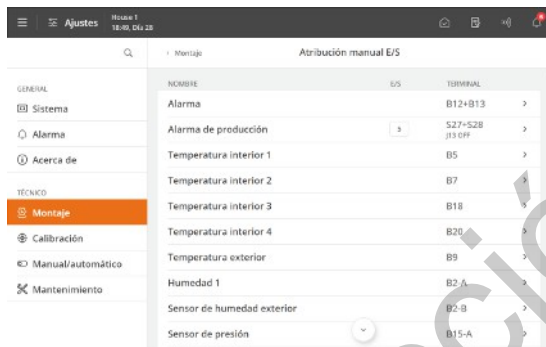 Ajustes
House 1
18:49, Día 28
Montaje
Atribución manual E/S
GENERAL
Sistema
Alarma
Acerca de
TÉCNICO
Montaje
Calibración
Manual/automático
Mantenimiento
NOMBRE E/S TERMINAL
Alarma B12+B13
Alarma de producción 3 S27+S28
J13 OFF
Temperatura interior 1 B5
Temperatura interior 2 B7
Temperatura interior 3 B18
Temperatura interior 4 B20
Temperatura exterior B9
Humedad 1 B2-A
Sensor de humedad exterior B2-B
Sensor de presión B15-A